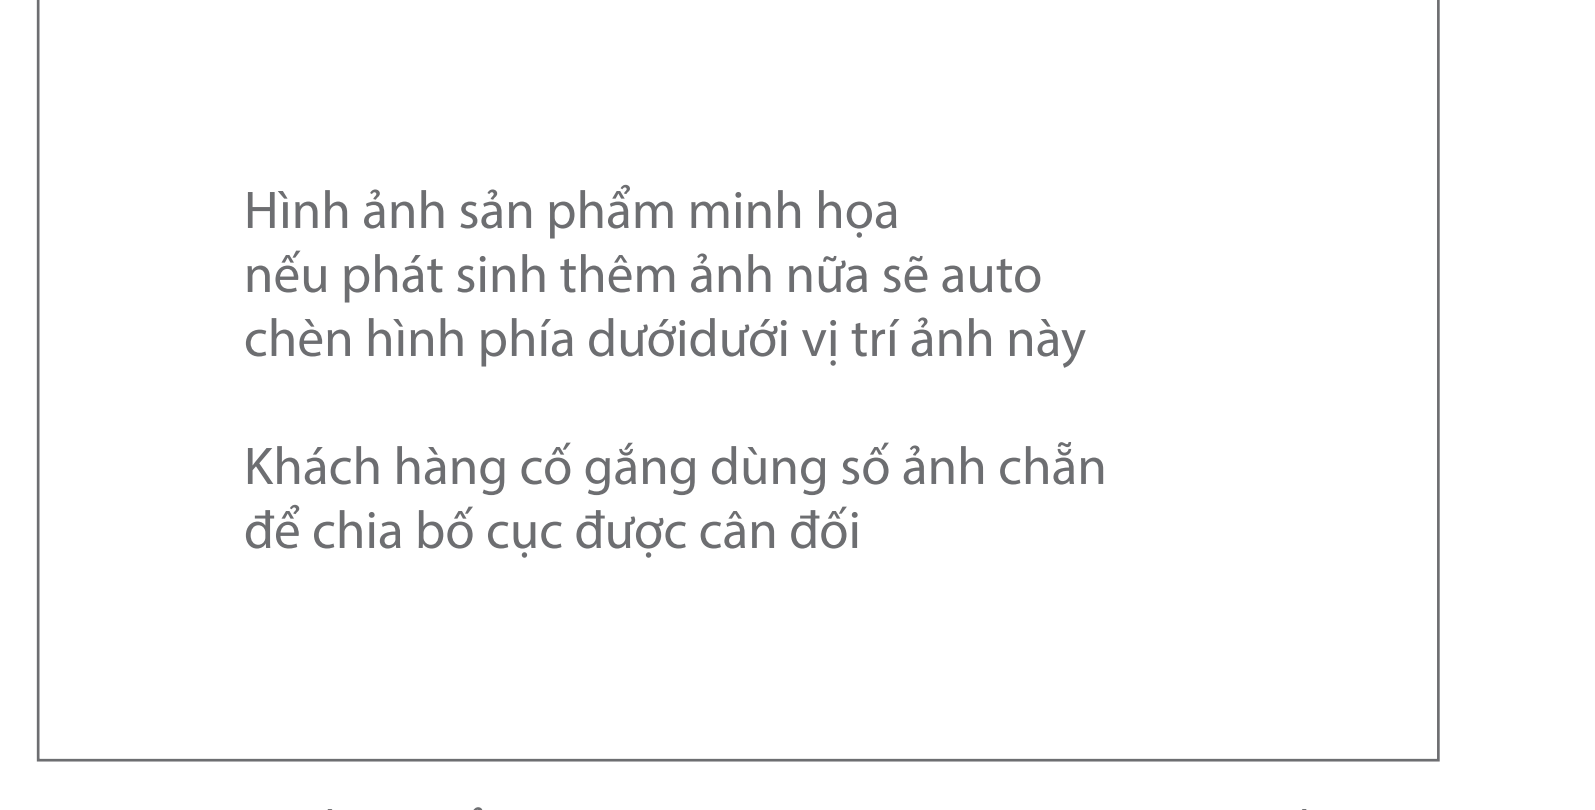 Hình ảnh sản phẩm minh họa
nếu phát sinh thêm ảnh nữa sẽ auto
chèn hình phía dướidưới vị trí ảnh này
Khách hàng cố gắng dùng số ảnh chẵn
để chia bố cục được cân đối